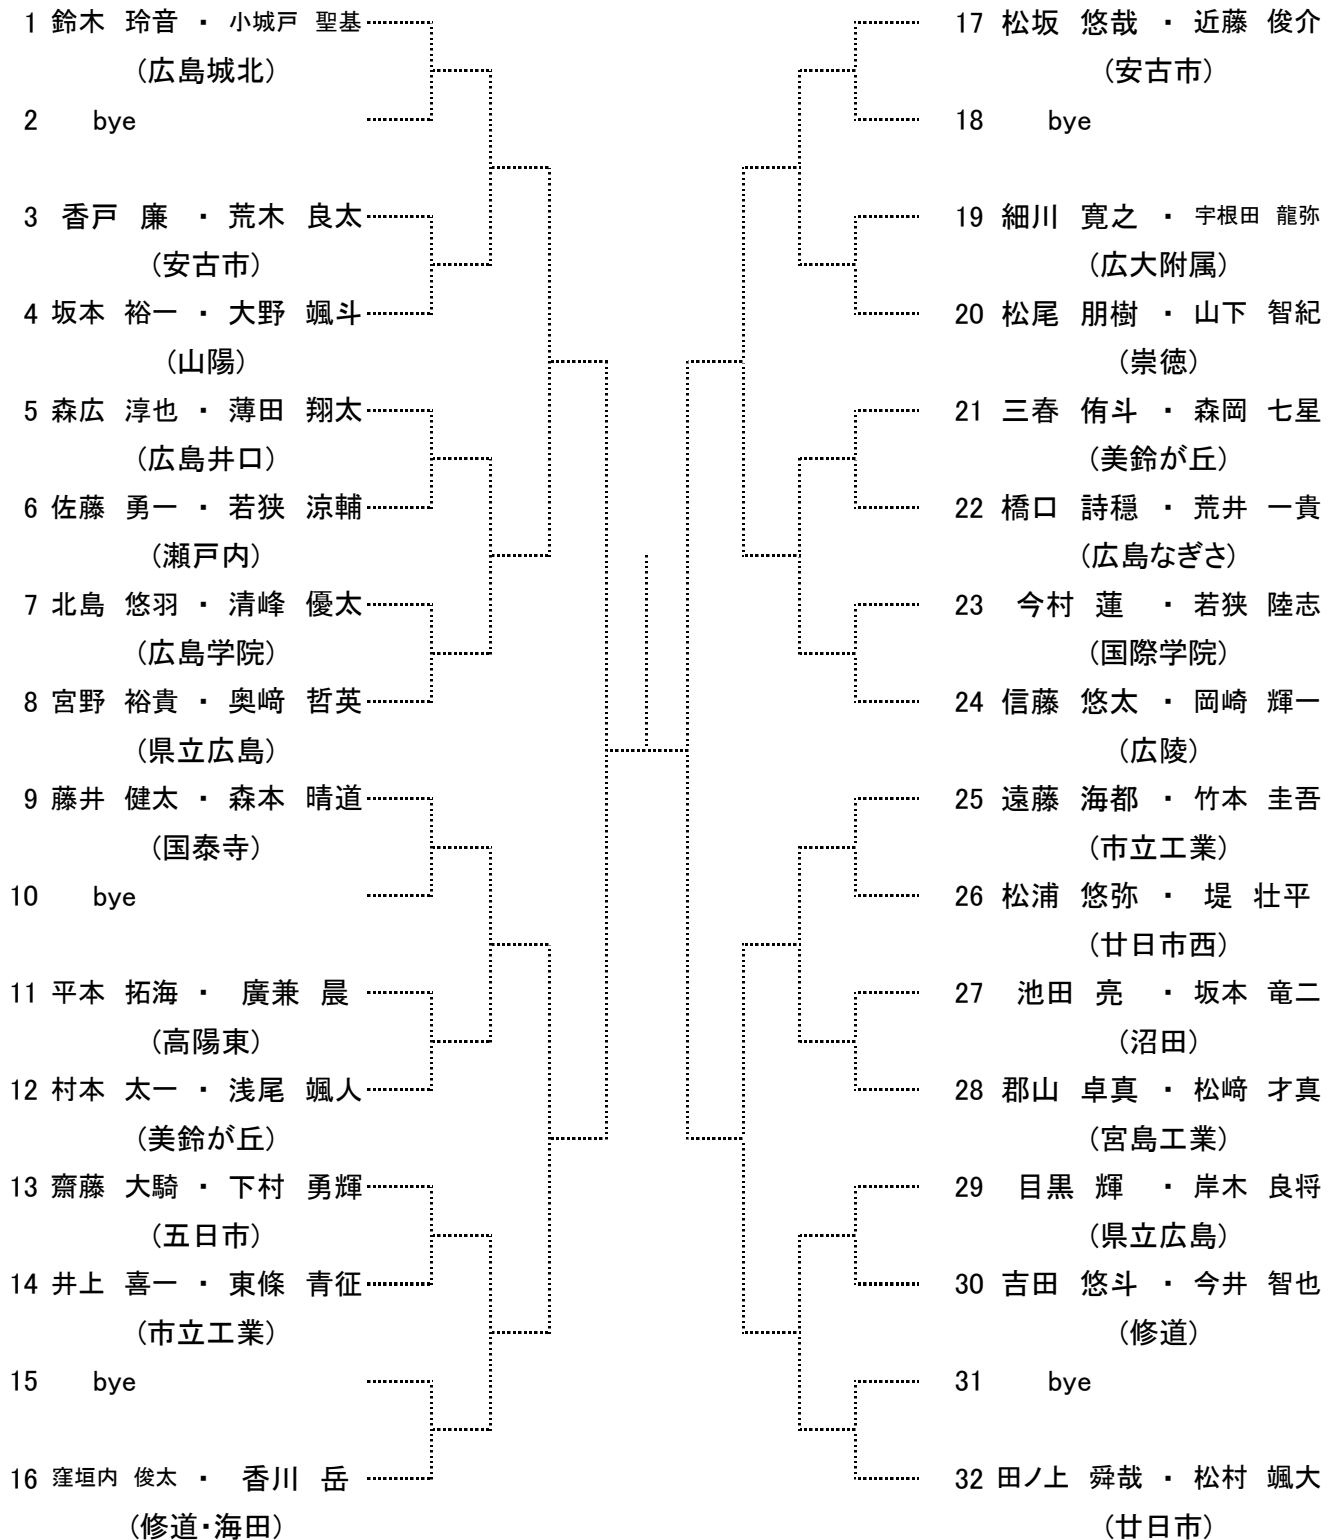 1 鈴木 玲音 ・ 小城戸 聖基
(広島城北)
2 bye
3 香戸 廉 ・ 荒木 良太
(安古市)
4 坂本 裕一 ・ 大野 颯斗
(山陽)
5 森広 淳也 ・ 薄田 翔太
(広島井口)
6 佐藤 勇一 ・ 若狭 涼輔
(瀬戸内)
7 北島 悠羽 ・ 清峰 優太
(広島学院)
8 宮野 裕貴 ・ 奥﨑 哲英
(県立広島)
9 藤井 健太 ・ 森本 晴道
(国泰寺)
10 bye
11 平本 拓海 ・ 廣兼 晨
(高陽東)
12 村本 太一 ・ 浅尾 颯人
(美鈴が丘)
13 齋藤 大騎 ・ 下村 勇輝
(五日市)
14 井上 喜一 ・ 東條 青征
(市立工業)
15 bye
16 窪垣内 俊太 ・ 香川 岳
(修道・海田)
17 松坂 悠哉 ・ 近藤 俊介
(安古市)
18 bye
19 細川 寛之 ・ 宇根田 龍弥
(広大附属)
20 松尾 朋樹 ・ 山下 智紀
(崇徳)
21 三春 侑斗 ・ 森岡 七星
(美鈴が丘)
22 橋口 詩穏 ・ 荒井 一貴
(広島なぎさ)
23 今村 蓮 ・ 若狭 陸志
(国際学院)
24 信藤 悠太 ・ 岡崎 輝一
(広陵)
25 遠藤 海都 ・ 竹本 圭吾
(市立工業)
26 松浦 悠弥 ・ 堤 壮平
(廿日市西)
27 池田 亮 ・ 坂本 竜二
(沼田)
28 郡山 卓真 ・ 松﨑 才真
(宮島工業)
29 目黒 輝 ・ 岸木 良将
(県立広島)
30 吉田 悠斗 ・ 今井 智也
(修道)
31 bye
32 田ノ上 舜哉 ・ 松村 颯大
(廿日市)